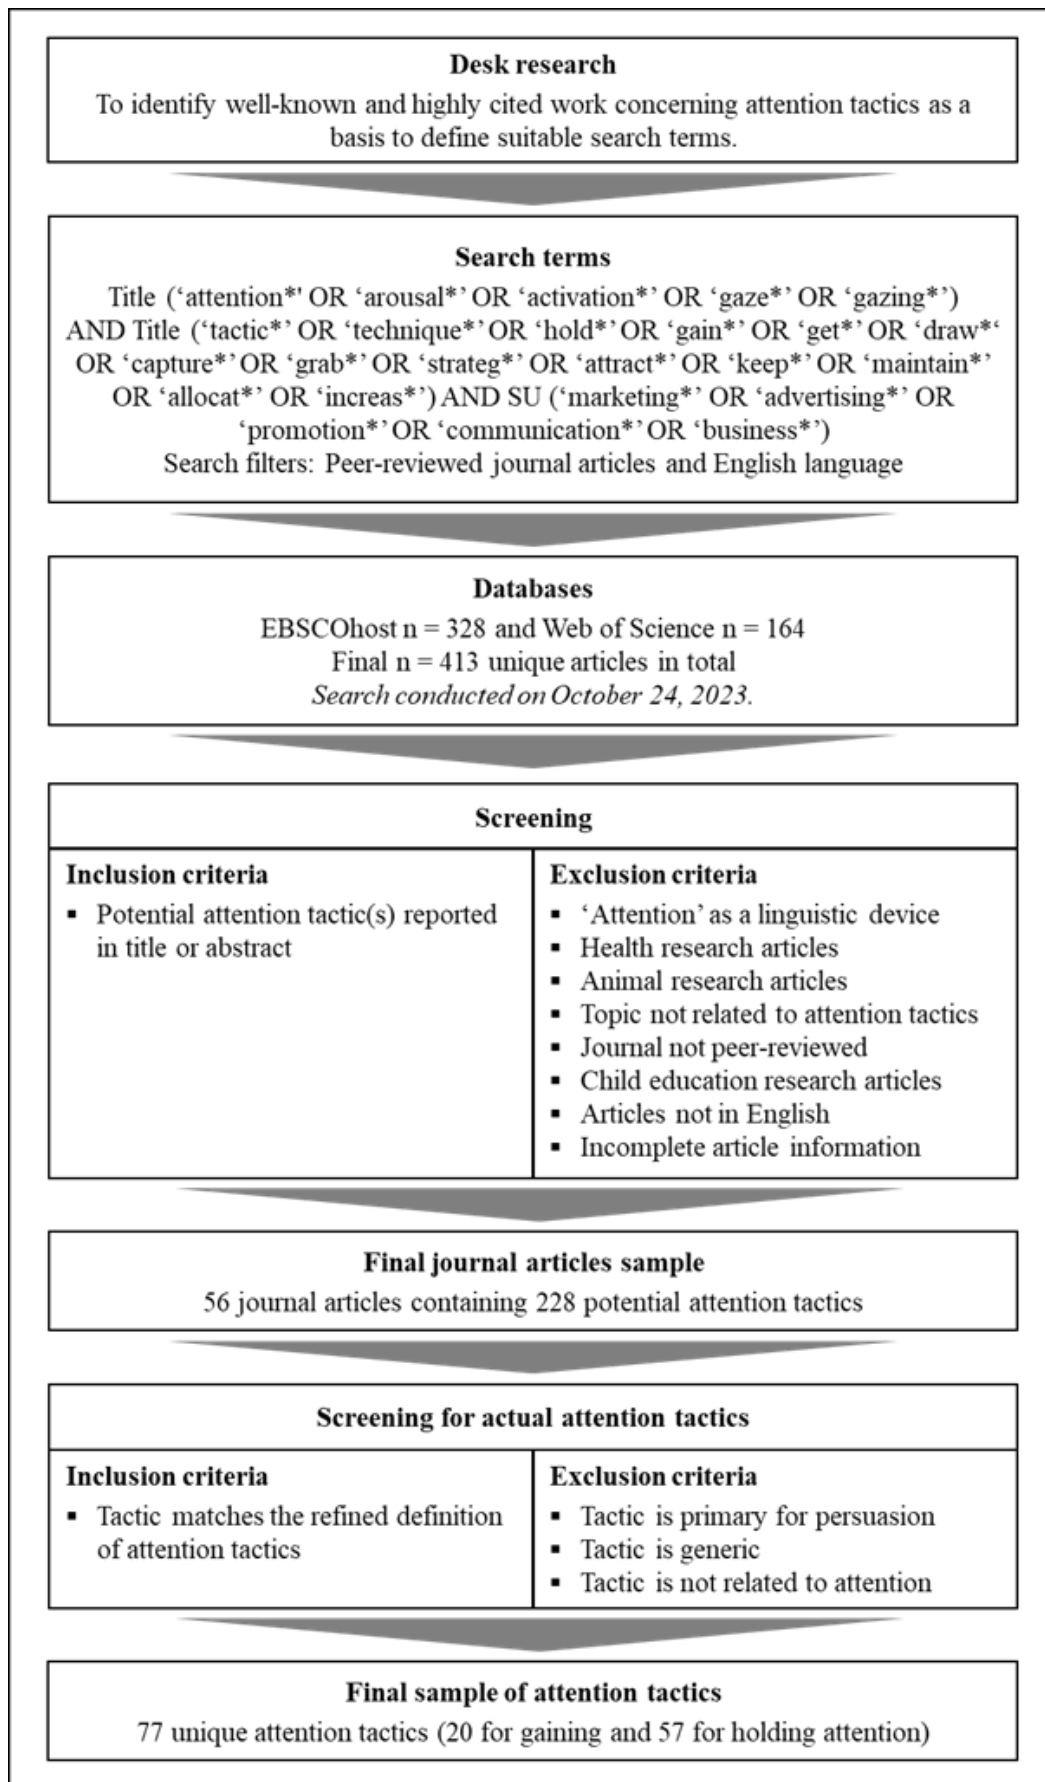 Desk research
To identify well-known and highly cited work concerning attention tactics as a
basis to define suitable search terms.
Search terms
Title (‘attention*' OR ‘arousal*’ OR ‘activation*’ OR ‘gaze*’ OR ‘gazing*’)
AND Title (‘tactic*’ OR ‘technique*’ OR ‘hold*’ OR ‘gain*’ OR ‘get*’ OR ‘draw*‘
OR ‘capture*’ OR ‘grab*’ OR ‘strateg*’ OR ‘attract*’ OR ‘keep*’ OR ‘maintain*’
OR ‘allocat*’ OR ‘increas*’) AND SU (‘marketing*’ OR ‘advertising*’ OR
‘promotion*’ OR ‘communication*’ OR ‘business*’)
Search filters: Peer-reviewed journal articles and English language
Databases
EBSCOhost n = 328 and Web of Science n = 164
Final n = 413 unique articles in total
Search conducted on October 24, 2023.
Screening
Inclusion criteria
▪ Potential attention tactic(s) reported
in title or abstract
Exclusion criteria
▪ ‘Attention’ as a linguistic device
▪ Health research articles
▪ Animal research articles
▪ Topic not related to attention tactics
▪ Journal not peer-reviewed
▪ Child education research articles
▪ Articles not in English
▪ Incomplete article information
Final journal articles sample
56 journal articles containing 228 potential attention tactics
Screening for actual attention tactics
Inclusion criteria
▪ Tactic matches the refined definition
of attention tactics
Exclusion criteria
▪ Tactic is primary for persuasion
▪ Tactic is generic
▪ Tactic is not related to attention
Final sample of attention tactics
77 unique attention tactics (20 for gaining and 57 for holding attention)